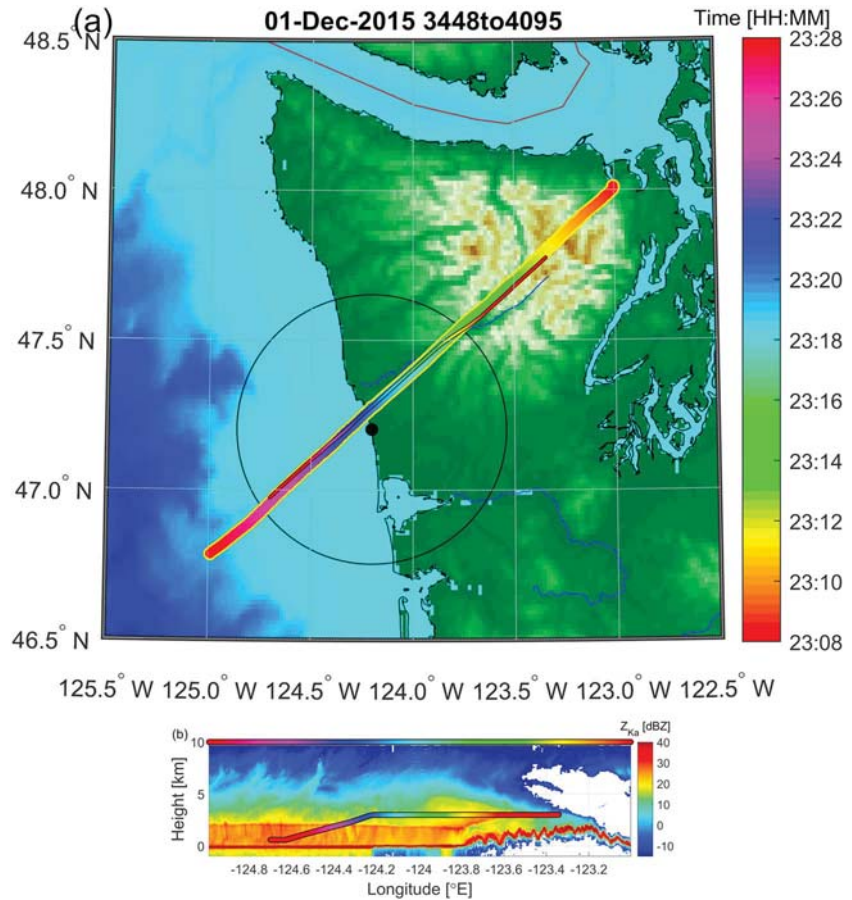 (a) 01-Dec-2015 3448to4095 Time [HH:MM]
48.5° N
48.0° N
47.5° N
47.0° N
46.5° N
125.5° W 125.0° W 124.5° W 124.0° W 123.5° W 123.0° W 122.5° W
23:28
23:26
23:24
23:22
23:20
23:18
23:16
23:14
23:12
23:10
23:08
(b) Z_Ka [dBZ]
Height [km]
10
5
0
-124.8 -124.6 -124.4 -124.2 -124 -123.8 -123.6 -123.4 -123.2
Longitude [°E]
40
30
20
10
0
-10